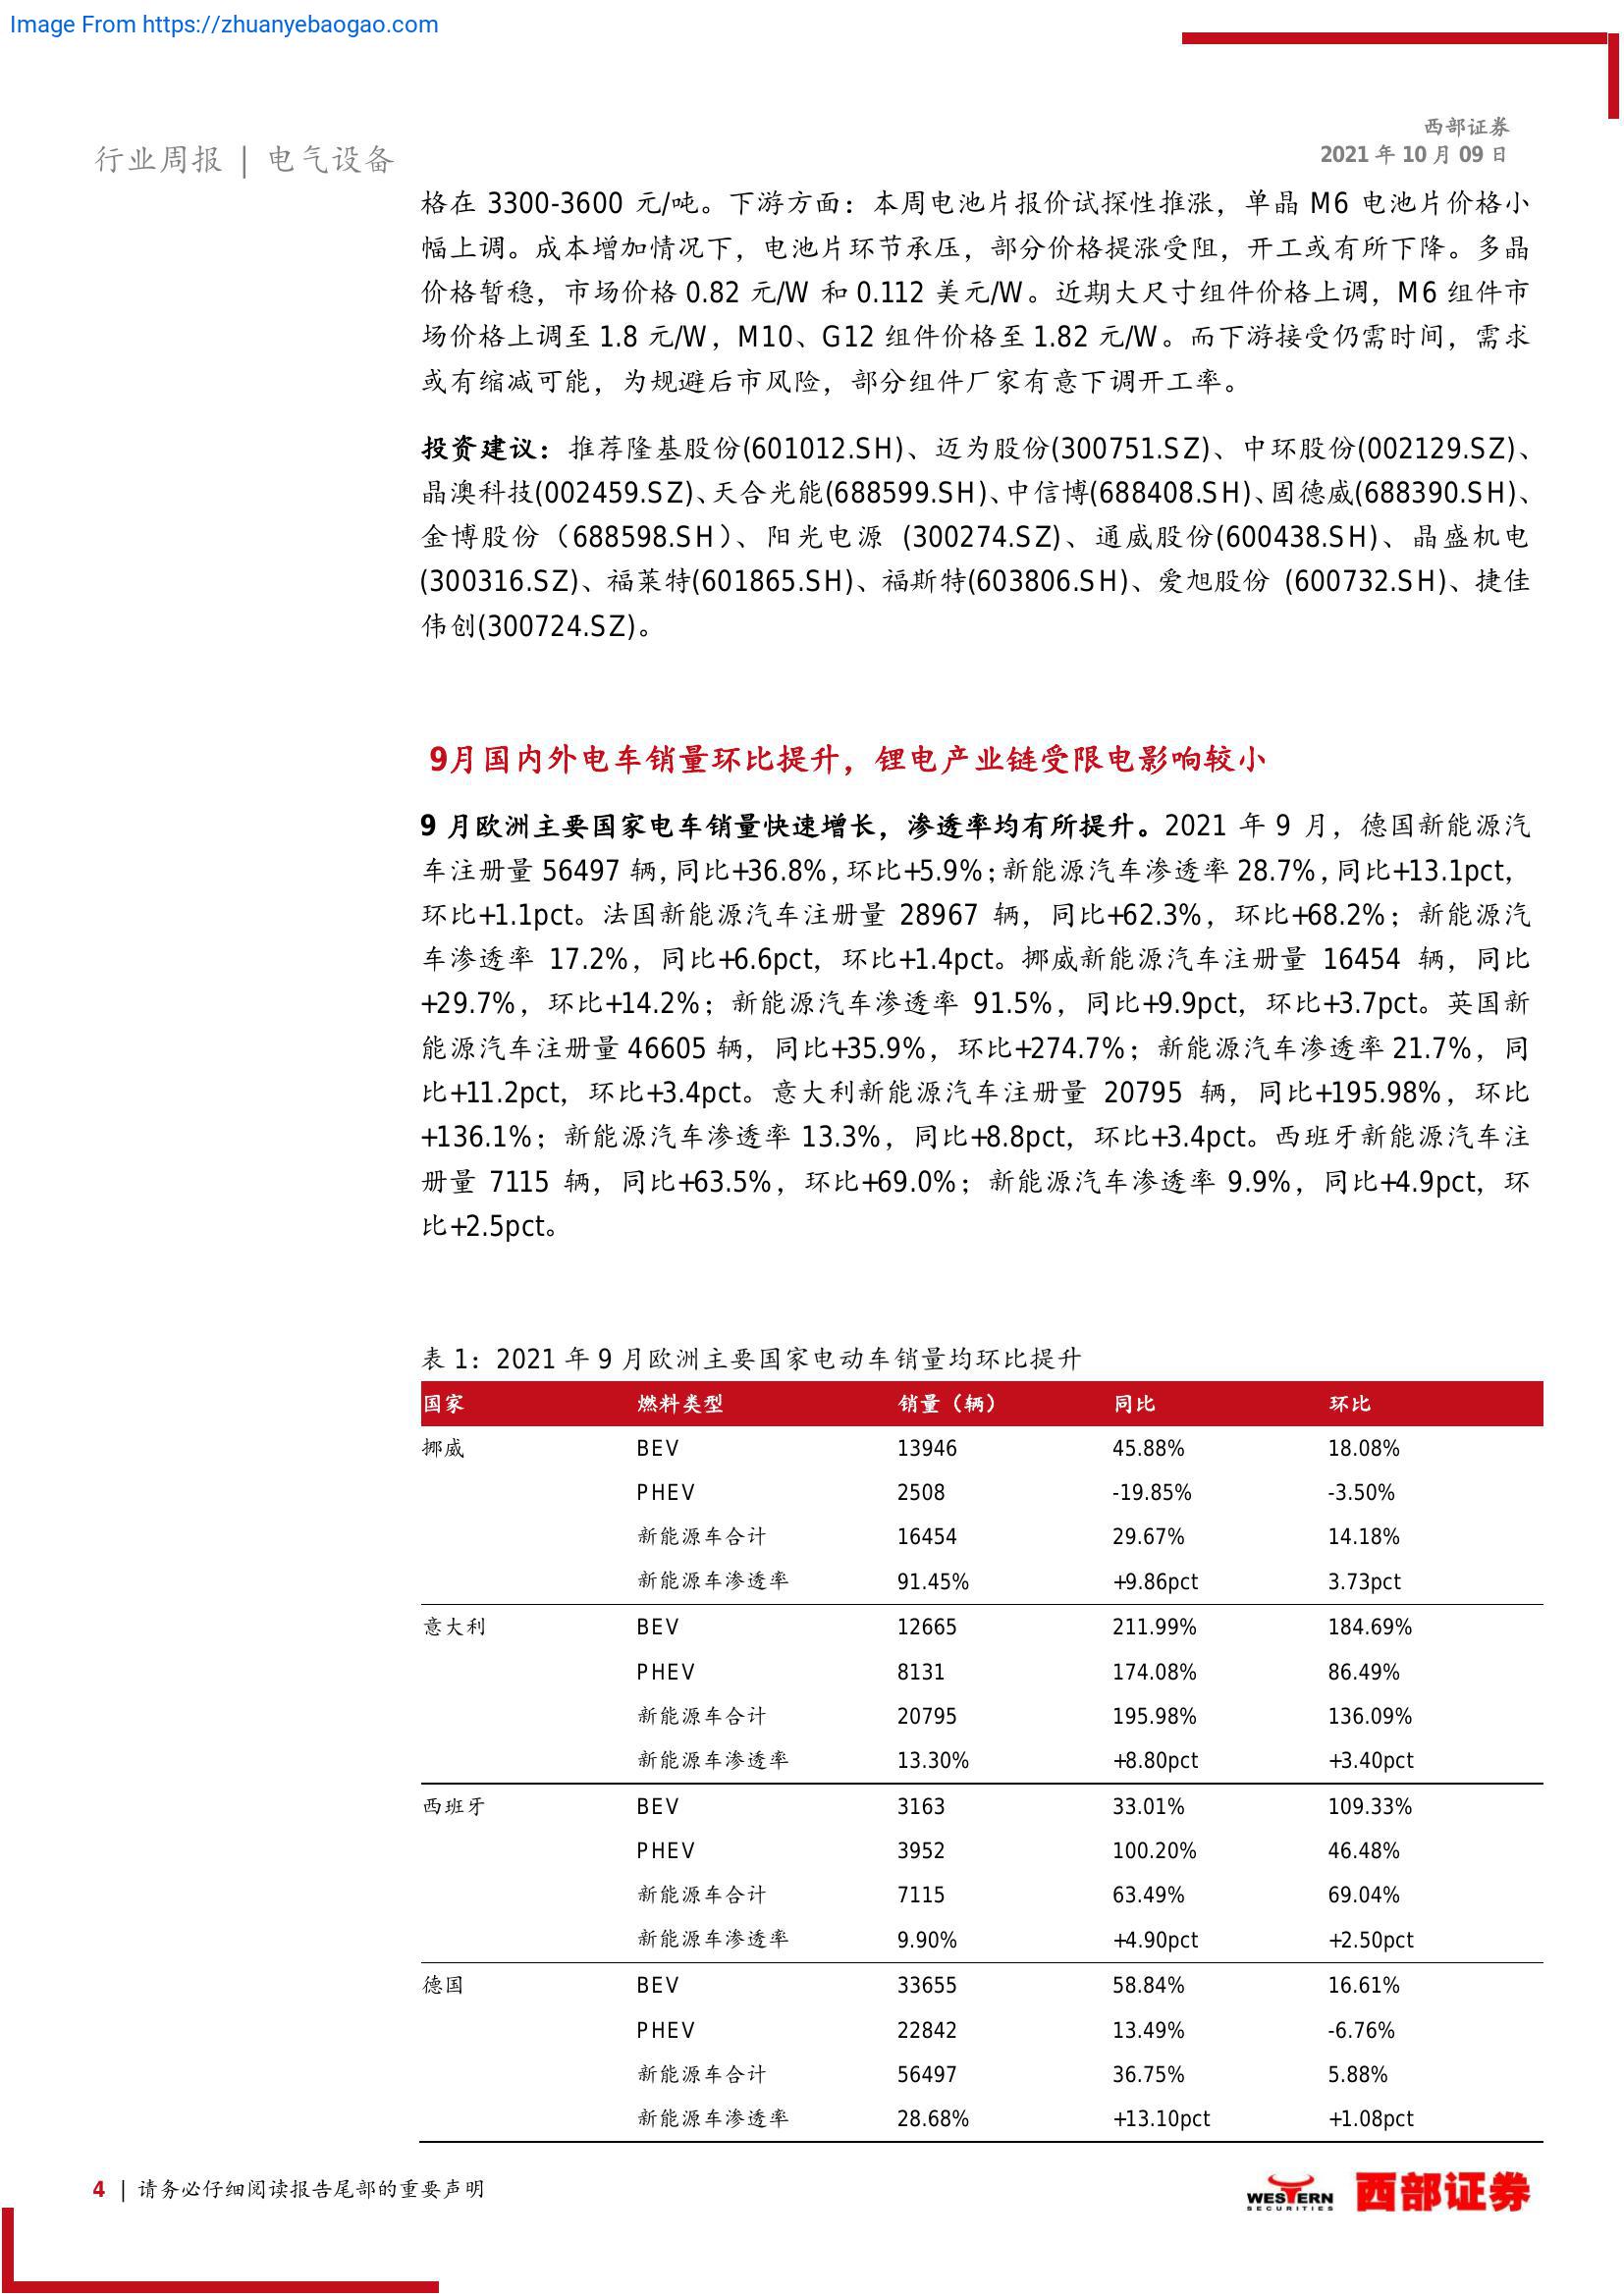 Image From https://zhuanyebaogao.com
西部证券
2021 年 10 月 09 日
行业周报 | 电气设备
格在 3300-3600 元/吨。下游方面：本周电池片报价试探性推涨，单晶 M6 电池片价格小
幅上调。成本增加情况下，电池片环节承压，部分价格提涨受阻，开工或有所下降。多晶
价格暂稳，市场价格 0.82 元/W 和 0.112 美元/W。近期大尺寸组件价格上调，M6 组件市
场价格上调至 1.8 元/W，M10、G12 组件价格至 1.82 元/W。而下游接受仍需时间，需求
或有缩减可能，为规避后市风险，部分组件厂家有意下调开工率。
投资建议：推荐隆基股份(601012.SH)、迈为股份(300751.SZ)、中环股份(002129.SZ)、
晶澳科技(002459.SZ)、天合光能(688599.SH)、中信博(688408.SH)、固德威(688390.SH)、
金博股份（688598.SH）、阳光电源 (300274.SZ)、通威股份(600438.SH)、晶盛机电
(300316.SZ)、福莱特(601865.SH)、福斯特(603806.SH)、爱旭股份 (600732.SH)、捷佳
伟创(300724.SZ)。
9月国内外电车销量环比提升，锂电产业链受限电影响较小
9 月欧洲主要国家电车销量快速增长，渗透率均有所提升。2021 年 9 月，德国新能源汽
车注册量 56497 辆，同比+36.8%，环比+5.9%；新能源汽车渗透率 28.7%，同比+13.1pct，
环比+1.1pct。法国新能源汽车注册量 28967 辆，同比+62.3%，环比+68.2%；新能源汽
车渗透率 17.2%，同比+6.6pct，环比+1.4pct。挪威新能源汽车注册量 16454 辆，同比
+29.7%，环比+14.2%；新能源汽车渗透率 91.5%，同比+9.9pct，环比+3.7pct。英国新
能源汽车注册量 46605 辆，同比+35.9%，环比+274.7%；新能源汽车渗透率 21.7%，同
比+11.2pct，环比+3.4pct。意大利新能源汽车注册量 20795 辆，同比+195.98%，环比
+136.1%；新能源汽车渗透率 13.3%，同比+8.8pct，环比+3.4pct。西班牙新能源汽车注
册量 7115 辆，同比+63.5%，环比+69.0%；新能源汽车渗透率 9.9%，同比+4.9pct，环
比+2.5pct。
表 1：2021 年 9 月欧洲主要国家电动车销量均环比提升
国家 燃料类型 销量（辆） 同比 环比
挪威 BEV 13946 45.88% 18.08%
PHEV 2508 -19.85% -3.50%
新能源车合计 16454 29.67% 14.18%
新能源车渗透率 91.45% +9.86pct 3.73pct
意大利 BEV 12665 211.99% 184.69%
PHEV 8131 174.08% 86.49%
新能源车合计 20795 195.98% 136.09%
新能源车渗透率 13.30% +8.80pct +3.40pct
西班牙 BEV 3163 33.01% 109.33%
PHEV 3952 100.20% 46.48%
新能源车合计 7115 63.49% 69.04%
新能源车渗透率 9.90% +4.90pct +2.50pct
德国 BEV 33655 58.84% 16.61%
PHEV 22842 13.49% -6.76%
新能源车合计 56497 36.75% 5.88%
新能源车渗透率 28.68% +13.10pct +1.08pct
4 | 请务必仔细阅读报告尾部的重要声明
WESTERN
SECURITIES
西部证券